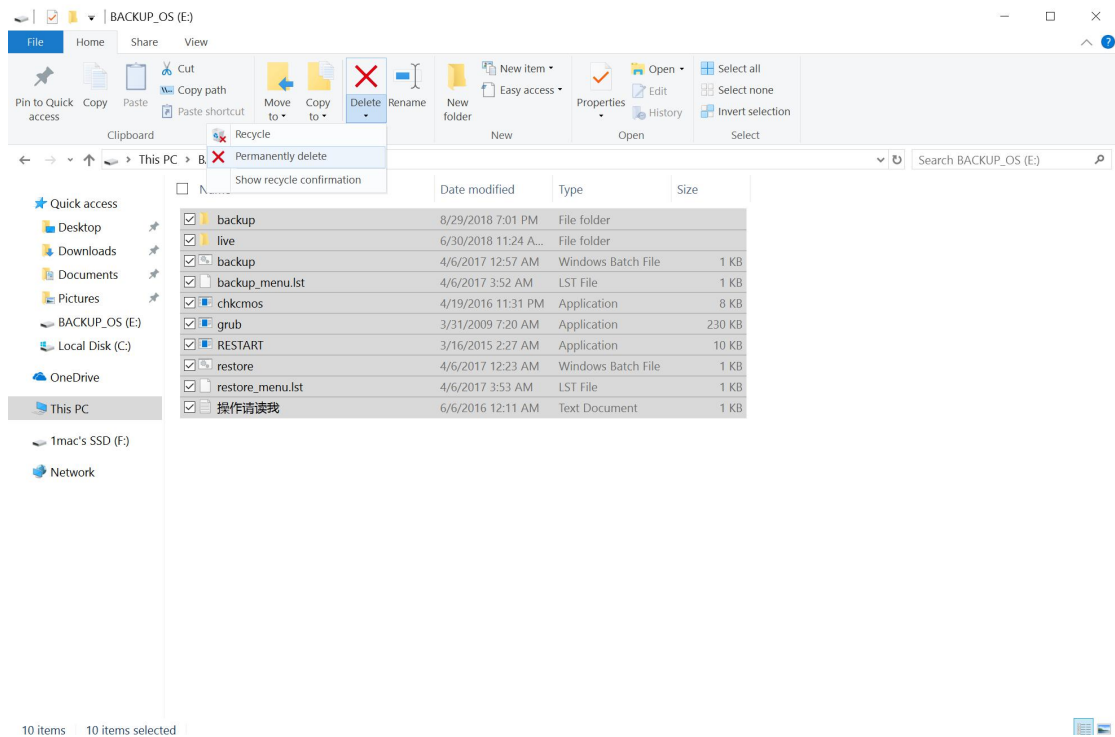 BACKUP_OS (E:)
File Home Share View
Pin to Quick access
Copy
Paste
Cut
Copy path
Paste shortcut
Clipboard
Move to
Copy to
Delete
Rename
New folder
New item
Easy access
New
Properties
Open
Edit
History
Open
Select all
Select none
Invert selection
Select
Recycle
Permanently delete
Show recycle confirmation
This PC
Search BACKUP_OS (E:)
Date modified Type Size
Quick access
Desktop
Downloads
Documents
Pictures
BACKUP_OS (E:)
Local Disk (C:)
OneDrive
This PC
1mac's SSD (F:)
Network
backup 8/29/2018 7:01 PM File folder
live 6/30/2018 11:24 A... File folder
backup 4/6/2017 12:57 AM Windows Batch File 1 KB
backup_menu.lst 4/6/2017 3:52 AM LST File 1 KB
chkcmos 4/19/2016 11:31 PM Application 8 KB
grub 3/31/2009 7:20 AM Application 230 KB
RESTART 3/16/2015 2:27 AM Application 10 KB
restore 4/6/2017 12:23 AM Windows Batch File 1 KB
restore_menu.lst 4/6/2017 3:53 AM LST File 1 KB
操作请读我 6/6/2016 12:11 AM Text Document 1 KB
10 items 10 items selected